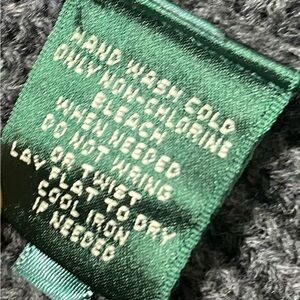 HAND WASH COLD
ONLY NON-CHLORINE
BLEACH
WHEN NEEDED
DO NOT WRING
OR TWIST
LAY FLAT TO DRY
COOL IRON
IF NEEDED